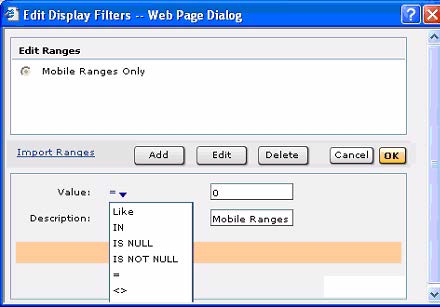 Edit Display Filters -- Web Page Dialog
Edit Ranges
Mobile Ranges Only
Import Ranges Add Edit Delete Cancel OK
Value: = 0
Description: Mobile Ranges
Like
IN
IS NULL
IS NOT NULL
=
<>